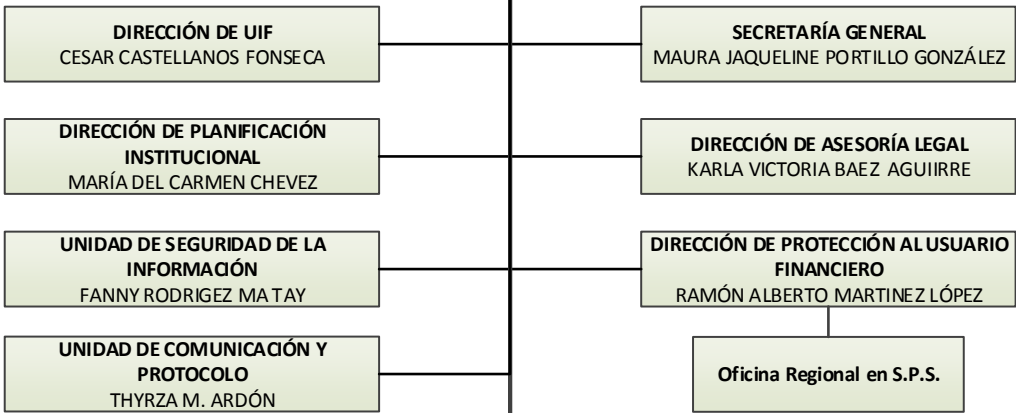 DIRECCIÓN DE UIF
CESAR CASTELLANOS FONSECA
SECRETARÍA GENERAL
MAURA JAQUELINE PORTILLO GONZÁLEZ
DIRECCIÓN DE PLANIFICACIÓN
INSTITUCIONAL
MARÍA DEL CARMEN CHEVEZ
DIRECCIÓN DE ASESORÍA LEGAL
KARLA VICTORIA BAEZ AGUIIRRE
UNIDAD DE SEGURIDAD DE LA
INFORMACIÓN
FANNY RODRIGEZ MATAY
DIRECCIÓN DE PROTECCIÓN AL USUARIO
FINANCIERO
RAMÓN ALBERTO MARTINEZ LÓPEZ
UNIDAD DE COMUNICACIÓN Y
PROTOCOLO
THYRZA M. ARDÓN
Oficina Regional en S.P.S.